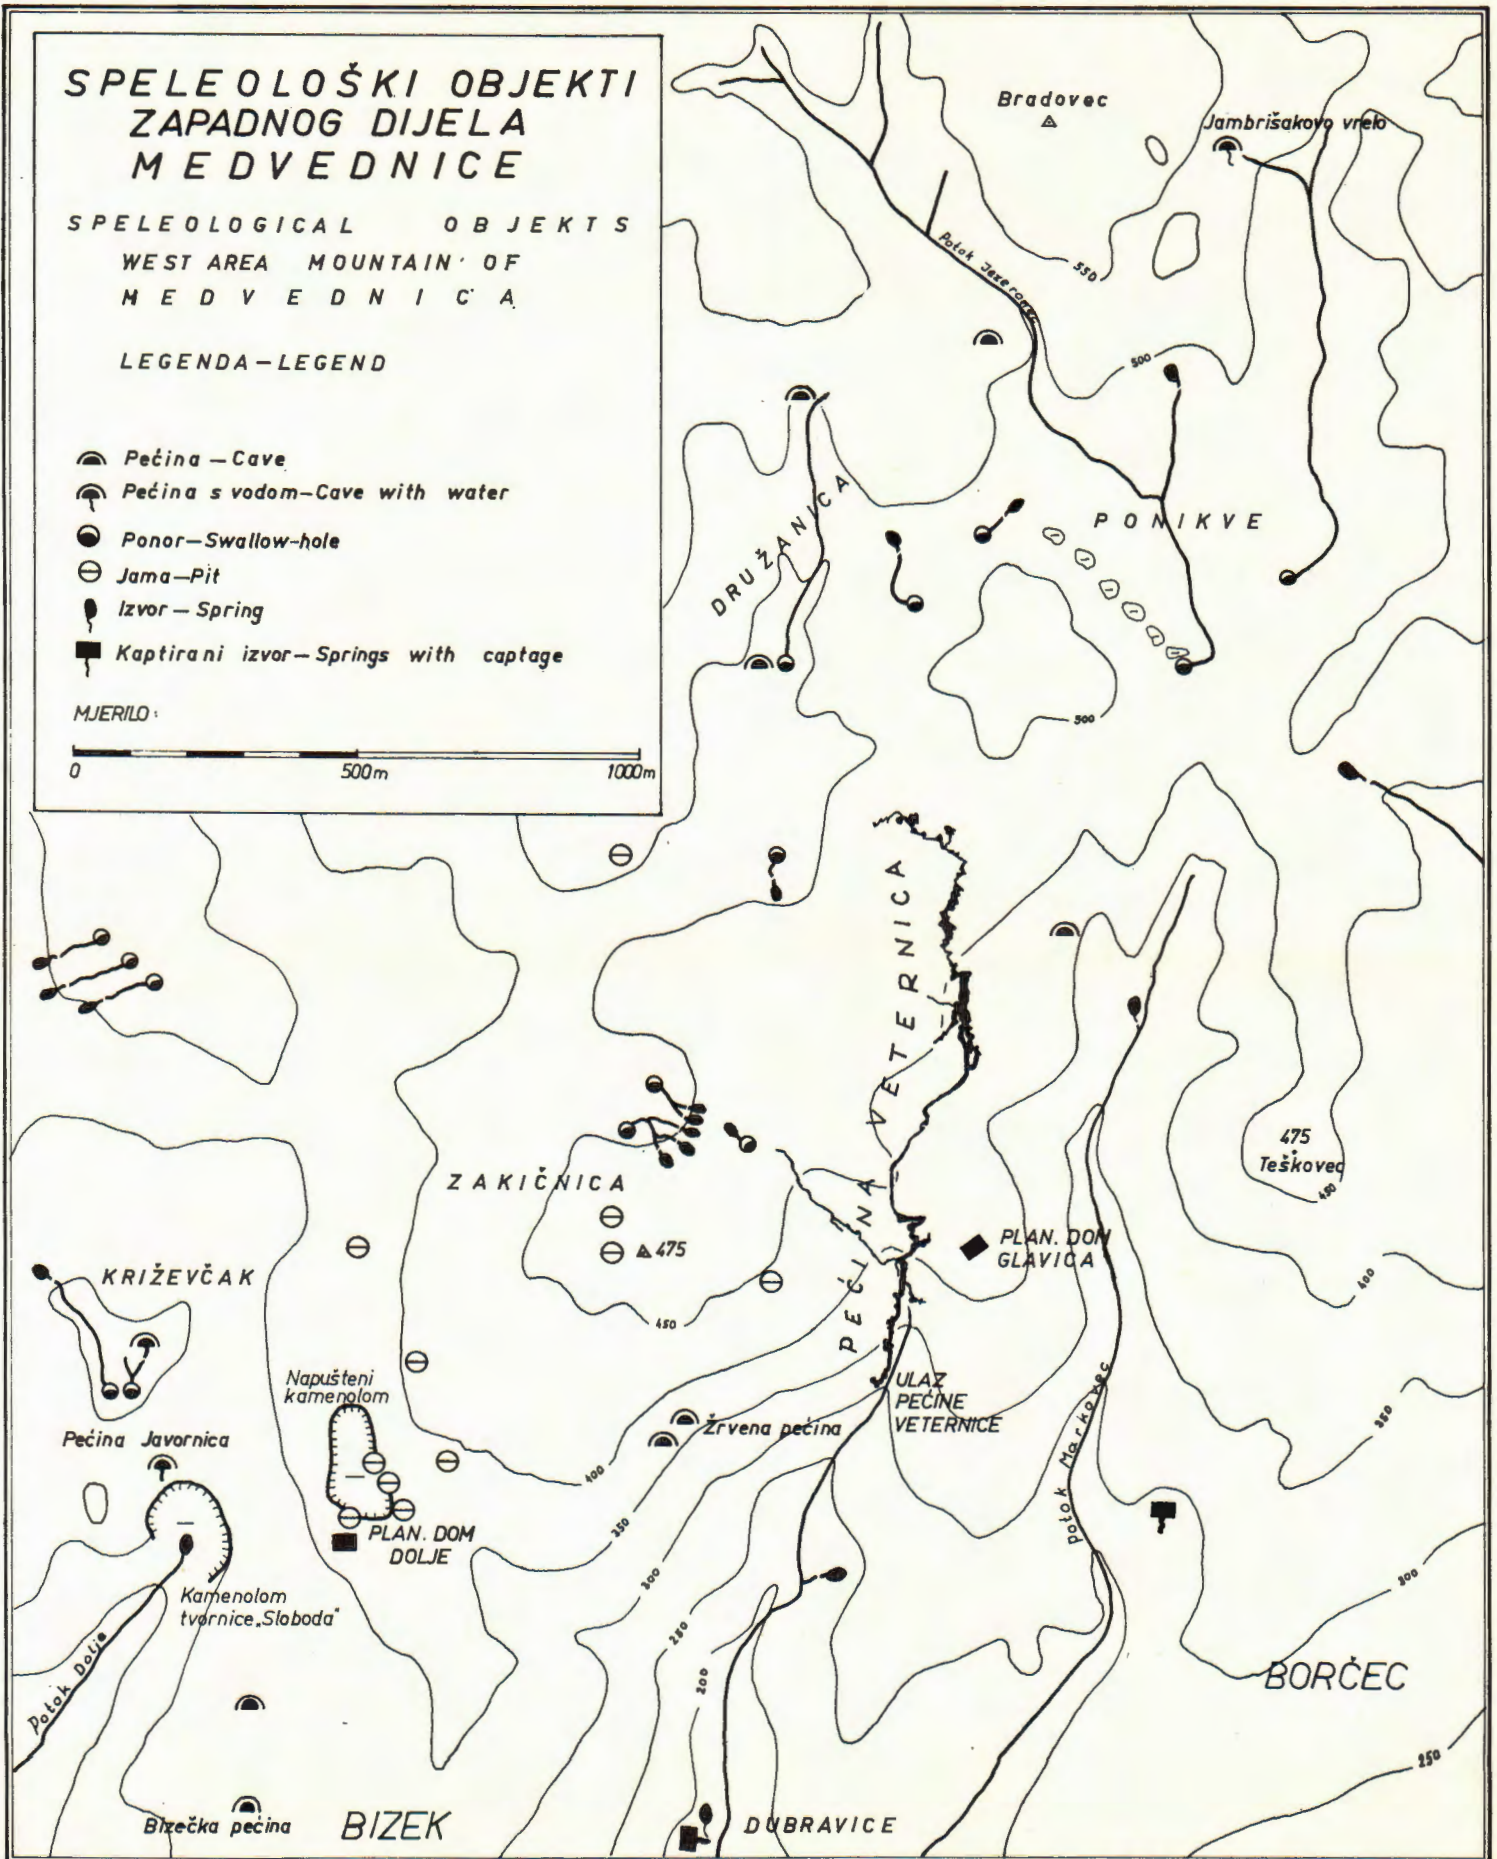 SPELEOLOŠKI OBJEKTI
ZAPADNOG DIJELA
MEDVEDNICE
SPELEOLOGICAL OBJEKTS
WEST AREA MOUNTAIN OF
MEDVEDNICA
LEGENDA–LEGEND
Pećina – Cave
Pećina s vodom–Cave with water
Ponor–Swallow-hole
Jama–Pit
Izvor – Spring
Kaptirani izvor–Springs with captage
MJERILO:
0 500m 1000m
Bradovec
Jambrišakovo vrelo
Potok Jezeranec
550
500
DRUŽANICA
PONIKVE
500
PEĆINA VETERNICA
475
Teškovec
450
ZAKIČNICA
475
450
PLAN. DOM
GLAVICA
400
KRIŽEVČAK
Napušteni
kamenolom
ULAZ
PEĆINE
VETERNICE
Žrvena pećina
Pećina Javornica
400
350
350
Potok Markovec
PLAN. DOM
DOLJE
Kamenolom
tvornice „Sloboda"
300
300
250
200
Potok Dolje
BORČEC
250
Bizečka pećina
BIZEK
DUBRAVICE